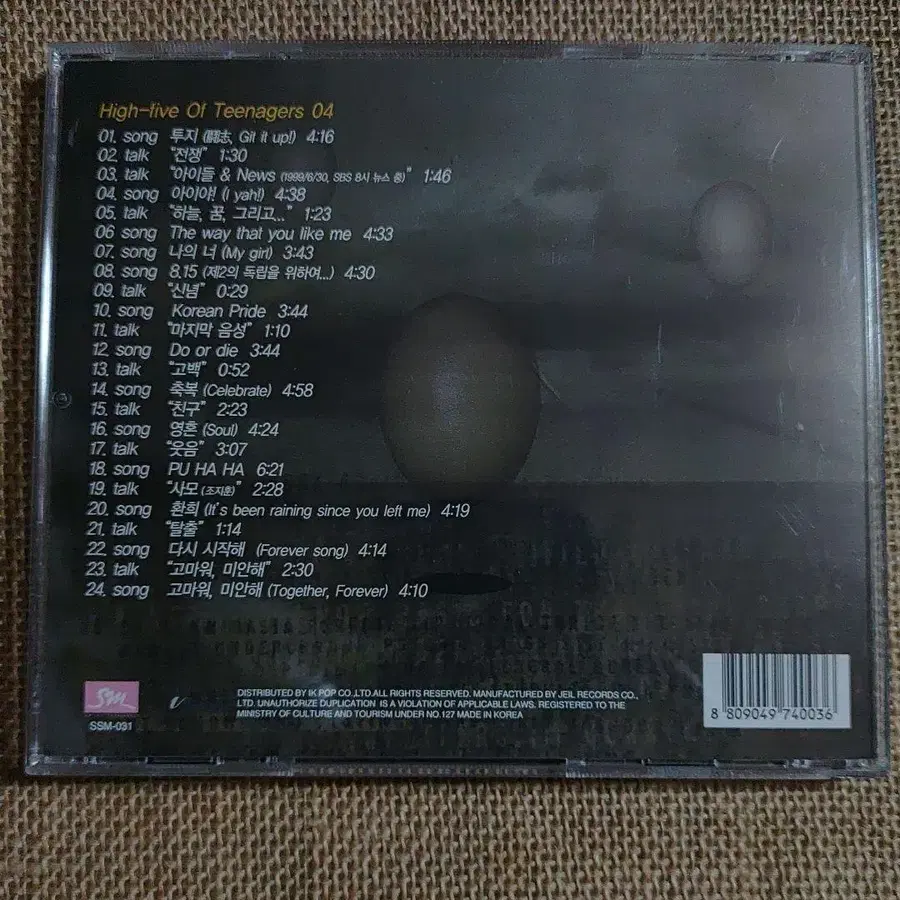 High-five Of Teenagers 04
01. song 투지 (鬪志, Git it up!) 4:16
02. talk "전쟁" 1:30
03. talk "아이들 & News (1999/6/30, SBS 8시 뉴스 중)" 1:46
04. song 아이야! (I yah!) 4:38
05. talk "하늘, 꿈, 그리고..." 1:23
06. song The way that you like me 4:33
07. song 나의 너 (My girl) 3:43
08. song 8.15 (제2의 독립을 위하여...) 4:30
09. talk "신념" 0:29
10. song Korean Pride 3:44
11. talk "마지막 음성" 1:10
12. song Do or die 3:44
13. talk "고백" 0:52
14. song 축복 (Celebrate) 4:58
15. talk "친구" 2:23
16. song 영혼 (Soul) 4:24
17. talk "웃음" 3:07
18. song PU HA HA 6:21
19. talk "사모 (조지훈)" 2:28
20. song 환희 (It's been raining since you left me) 4:19
21. talk "탈출" 1:14
22. song 다시 시작해 (Forever song) 4:14
23. talk "고마워, 미안해" 2:30
24. song 고마워, 미안해 (Together, Forever) 4:10
SM
SSM-031
DISTRIBUTED BY IK POP CO.,LTD.ALL RIGHTS RESERVED. MANUFACTURED BY JEIL RECORDS CO.,
LTD. UNAUTHORIZE DUPLICATION IS A VIOLATION OF APPLICABLE LAWS. REGISTERED TO THE
MINISTRY OF CULTURE AND TOURISM UNDER NO.127 MADE IN KOREA
8 809049 740036